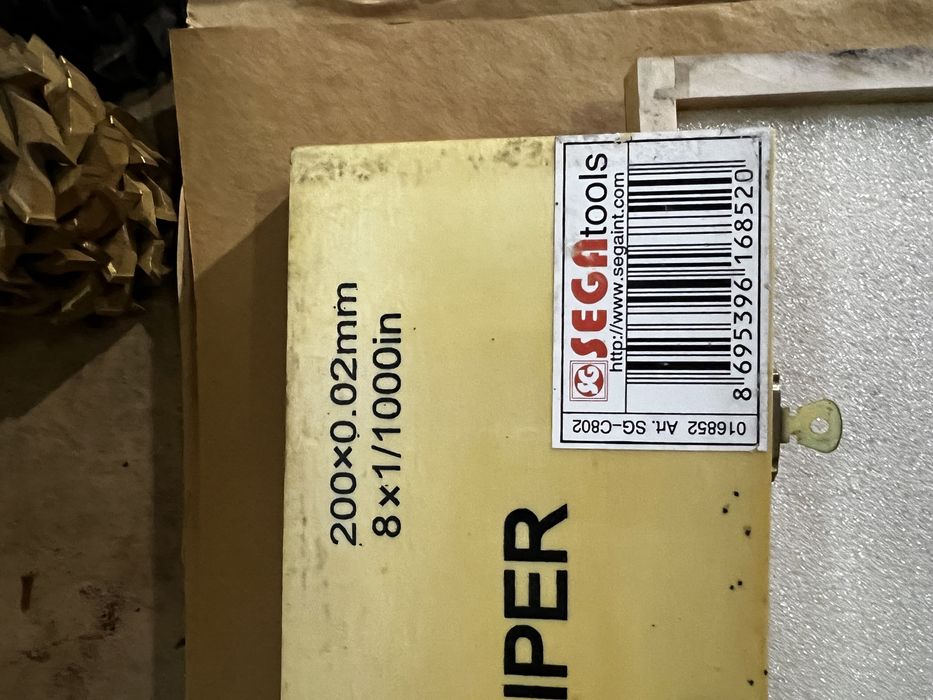 200×0.02mm
8×1/1000in
IPER
SG
SEGAtools
http://www.segaint.com
8 695396 168520
016852 Art. SG-C802